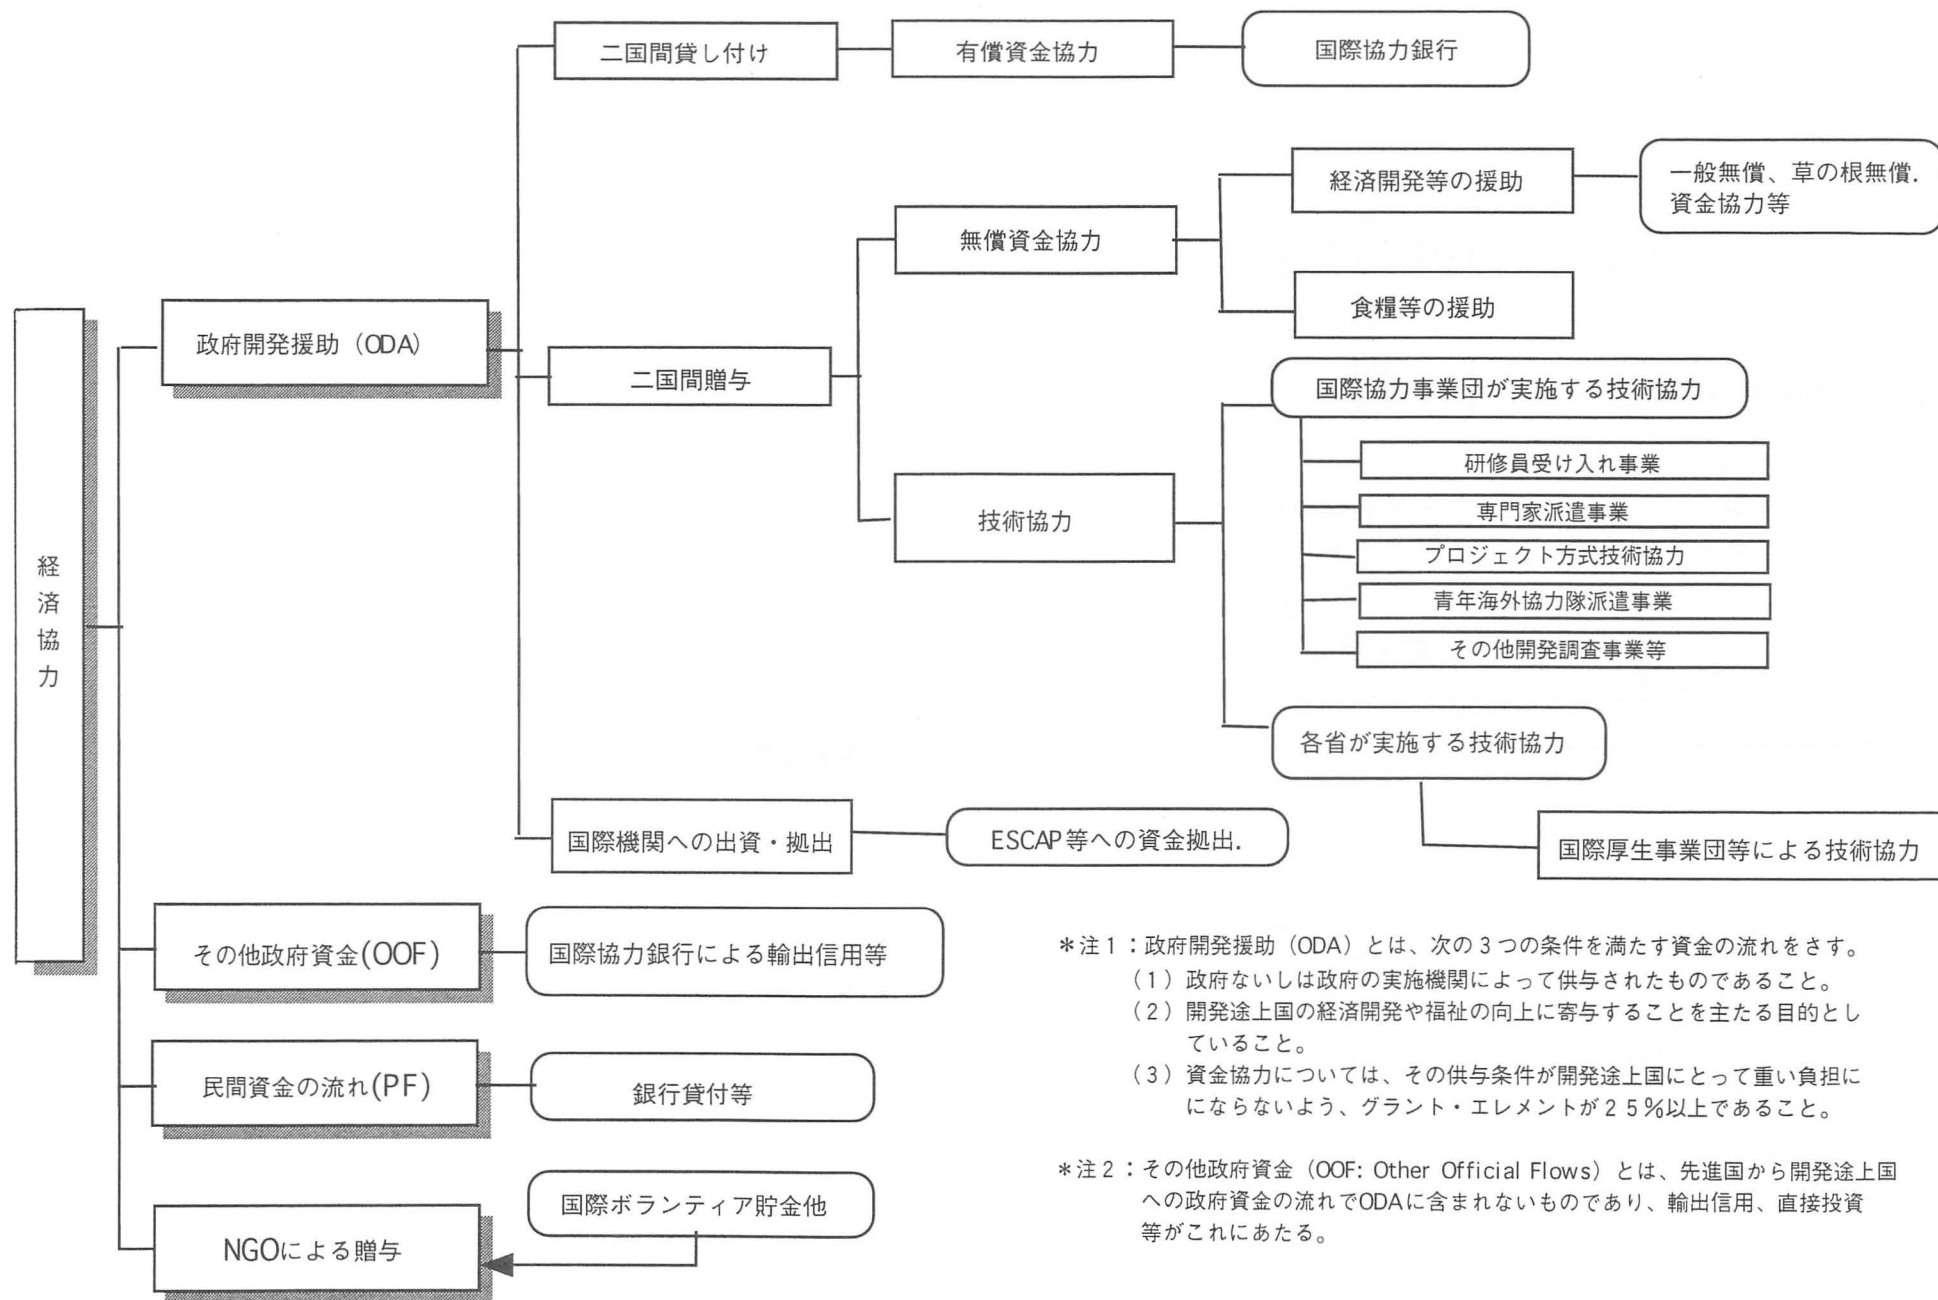 経済協力
政府開発援助（ODA）
二国間貸し付け
有償資金協力
国際協力銀行
二国間贈与
無償資金協力
経済開発等の援助
一般無償、草の根無償.
資金協力等
食糧等の援助
技術協力
国際協力事業団が実施する技術協力
研修員受け入れ事業
専門家派遣事業
プロジェクト方式技術協力
青年海外協力隊派遣事業
その他開発調査事業等
各省が実施する技術協力
国際厚生事業団等による技術協力
国際機関への出資・拠出
ESCAP等への資金拠出.
その他政府資金(OOF)
国際協力銀行による輸出信用等
民間資金の流れ(PF)
銀行貸付等
NGOによる贈与
国際ボランティア貯金他
＊注１：政府開発援助（ODA）とは、次の３つの条件を満たす資金の流れをさす。
（１）政府ないしは政府の実施機関によって供与されたものであること。
（２）開発途上国の経済開発や福祉の向上に寄与することを主たる目的とし
ていること。
（３）資金協力については、その供与条件が開発途上国にとって重い負担に
にならないよう、グラント・エレメントが２５％以上であること。
＊注２：その他政府資金（OOF: Other Official Flows）とは、先進国から開発途上国
への政府資金の流れでODAに含まれないものであり、輸出信用、直接投資
等がこれにあたる。